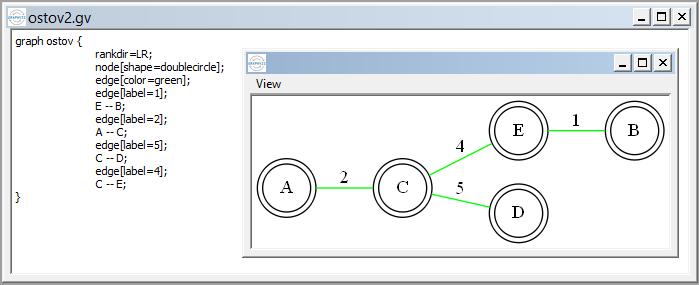 ostov2.gv
graph ostov {
rankdir=LR;
node[shape=doublecircle];
edge[color=green];
edge[label=1];
E -- B;
edge[label=2];
A -- C;
edge[label=5];
C -- D;
edge[label=4];
C -- E;
}
View
E 1 B
4
A 2 C 5
D